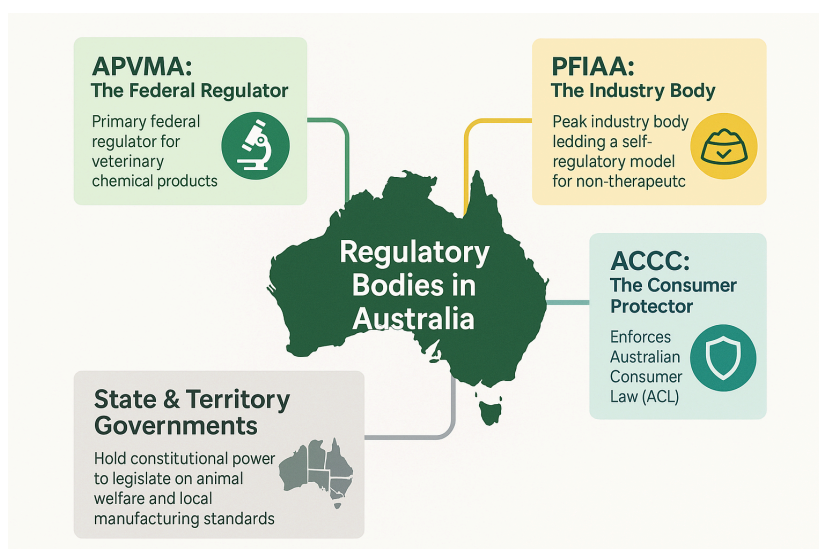 APVMA:
The Federal Regulator
Primary federal
regulator for
veterinary
chemical products
PFIAA:
The Industry Body
Peak industry body
ledding a self-
regulatory model
for non-therapeutc
Regulatory
Bodies in
Australia
ACCC:
The Consumer
Protector
Enforces
Australian
Consumer
Law (ACL)
State & Territory
Governments
Hold constitutional power
to legislate on animal
welfare and local
manufacturing standards